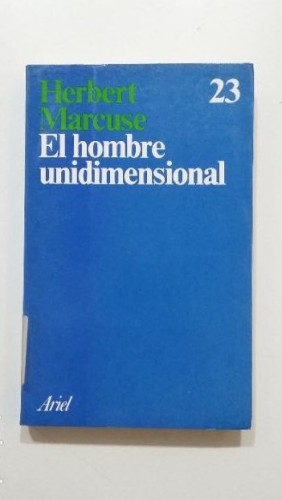 Herbert 23
Marcuse
El hombre
unidimensional
Ariel